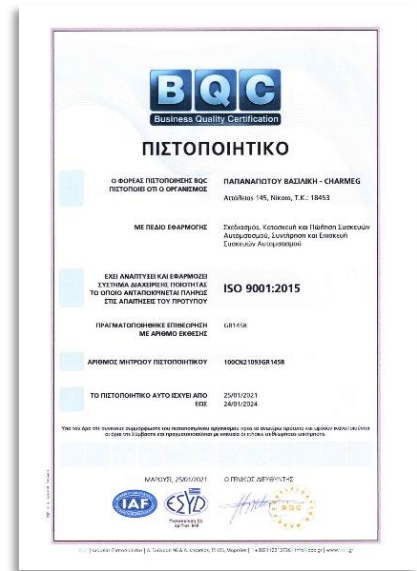 BQC
Business Quality Certification
ΠΙΣΤΟΠΟΙΗΤΙΚΟ
Ο ΦΟΡΕΑΣ ΠΙΣΤΟΠΟΙΗΣΗΣ BQC
ΠΙΣΤΟΠΟΙΕΙ ΟΤΙ Ο ΟΡΓΑΝΙΣΜΟΣ
ΠΑΠΑΝΑΓΙΩΤΟΥ ΒΑΣΙΛΙΚΗ – CHARMEG
Ατταλείας 145, Νίκαια, Τ.Κ.: 18453
ΜΕ ΠΕΔΙΟ ΕΦΑΡΜΟΓΗΣ
Σχεδιασμός, Κατασκευή και Πώληση Συσκευών
Αυτοματισμού, Συντήρηση και Επισκευή
Συσκευών Αυτοματισμού
ΕΧΕΙ ΑΝΑΠΤΥΞΕΙ ΚΑΙ ΕΦΑΡΜΟΖΕΙ
ΣΥΣΤΗΜΑ ΔΙΑΧΕΙΡΙΣΗΣ ΠΟΙΟΤΗΤΑΣ
ΤΟ ΟΠΟΙΟ ΑΝΤΑΠΟΚΡΙΝΕΤΑΙ ΠΛΗΡΩΣ
ΣΤΙΣ ΑΠΑΙΤΗΣΕΙΣ ΤΟΥ ΠΡΟΤΥΠΟΥ
ISO 9001:2015
ΠΡΑΓΜΑΤΟΠΟΙΗΘΗΚΕ ΕΠΙΘΕΩΡΗΣΗ
ΜΕ ΑΡΙΘΜΟ ΕΚΘΕΣΗΣ
GR1458
ΑΡΙΘΜΟΣ ΜΗΤΡΩΟΥ ΠΙΣΤΟΠΟΙΗΤΙΚΟΥ
100CN21093GR1458
ΤΟ ΠΙΣΤΟΠΟΙΗΤΙΚΟ ΑΥΤΟ ΙΣΧΥΕΙ ΑΠΟ
ΕΩΣ
25/01/2021
24/01/2024
ΜΑΡΟΥΣΙ, 25/01/2021
Ο ΓΕΝΙΚΟΣ ΔΙΕΥΘΥΝΤΗΣ
IAF
ΕΣΥΔ
BQC